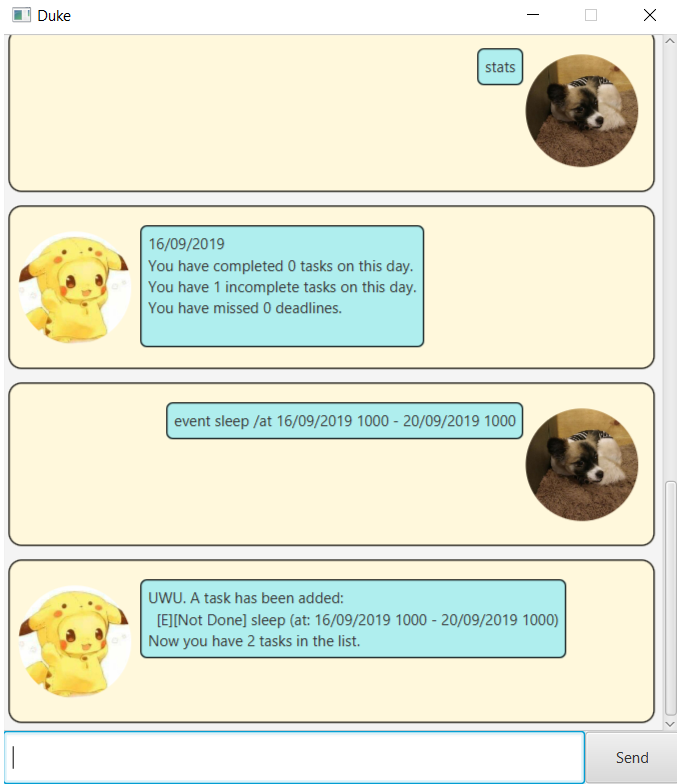 Duke
stats
16/09/2019
You have completed 0 tasks on this day.
You have 1 incomplete tasks on this day.
You have missed 0 deadlines.
event sleep /at 16/09/2019 1000 - 20/09/2019 1000
UWU. A task has been added:
[E][Not Done] sleep (at: 16/09/2019 1000 - 20/09/2019 1000)
Now you have 2 tasks in the list.
Send